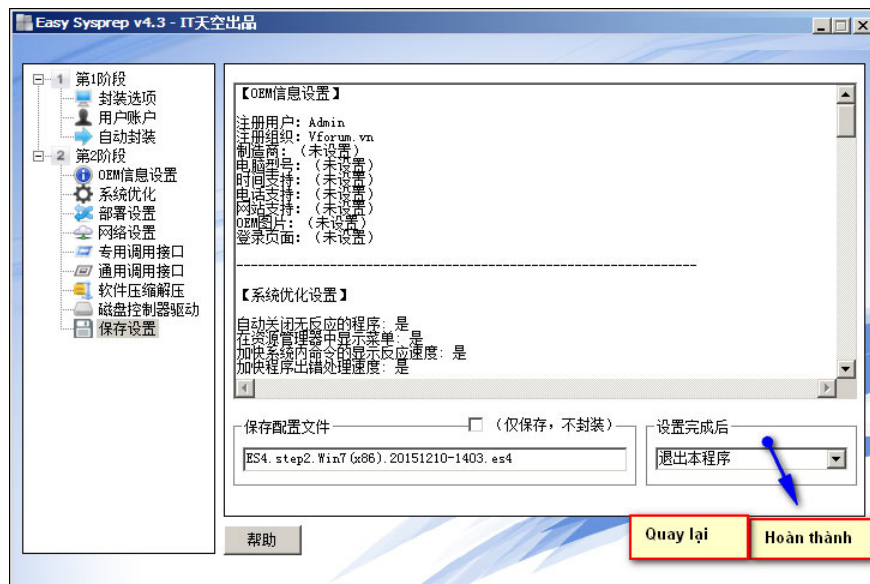 Easy Sysprep v4.3 - IT天空出品
1 第1阶段
封装选项
用户账户
自动封装
2 第2阶段
OEM信息设置
系统优化
部署设置
网络设置
专用调用接口
通用调用接口
软件压缩解压
磁盘控制器驱动
保存设置
【OEM信息设置】
注册用户: Admin
注册组织: Vforum.vn
制造商: (未设置)
电脑型号: (未设置)
时间支持: (未设置)
电话支持: (未设置)
网站支持: (未设置)
OEM图片: (未设置)
登录页面: (未设置)
--------------------------------------------------------------
【系统优化设置】
自动关闭无反应的程序: 是
在资源管理器中显示菜单: 是
加快系统内命令的显示反应速度: 是
加快程序出错处理速度: 是
保存配置文件
(仅保存，不封装)
ES4.step2.Win7(x86).20151210-1403.es4
设置完成后
退出本程序
帮助
Quay lại
Hoàn thành